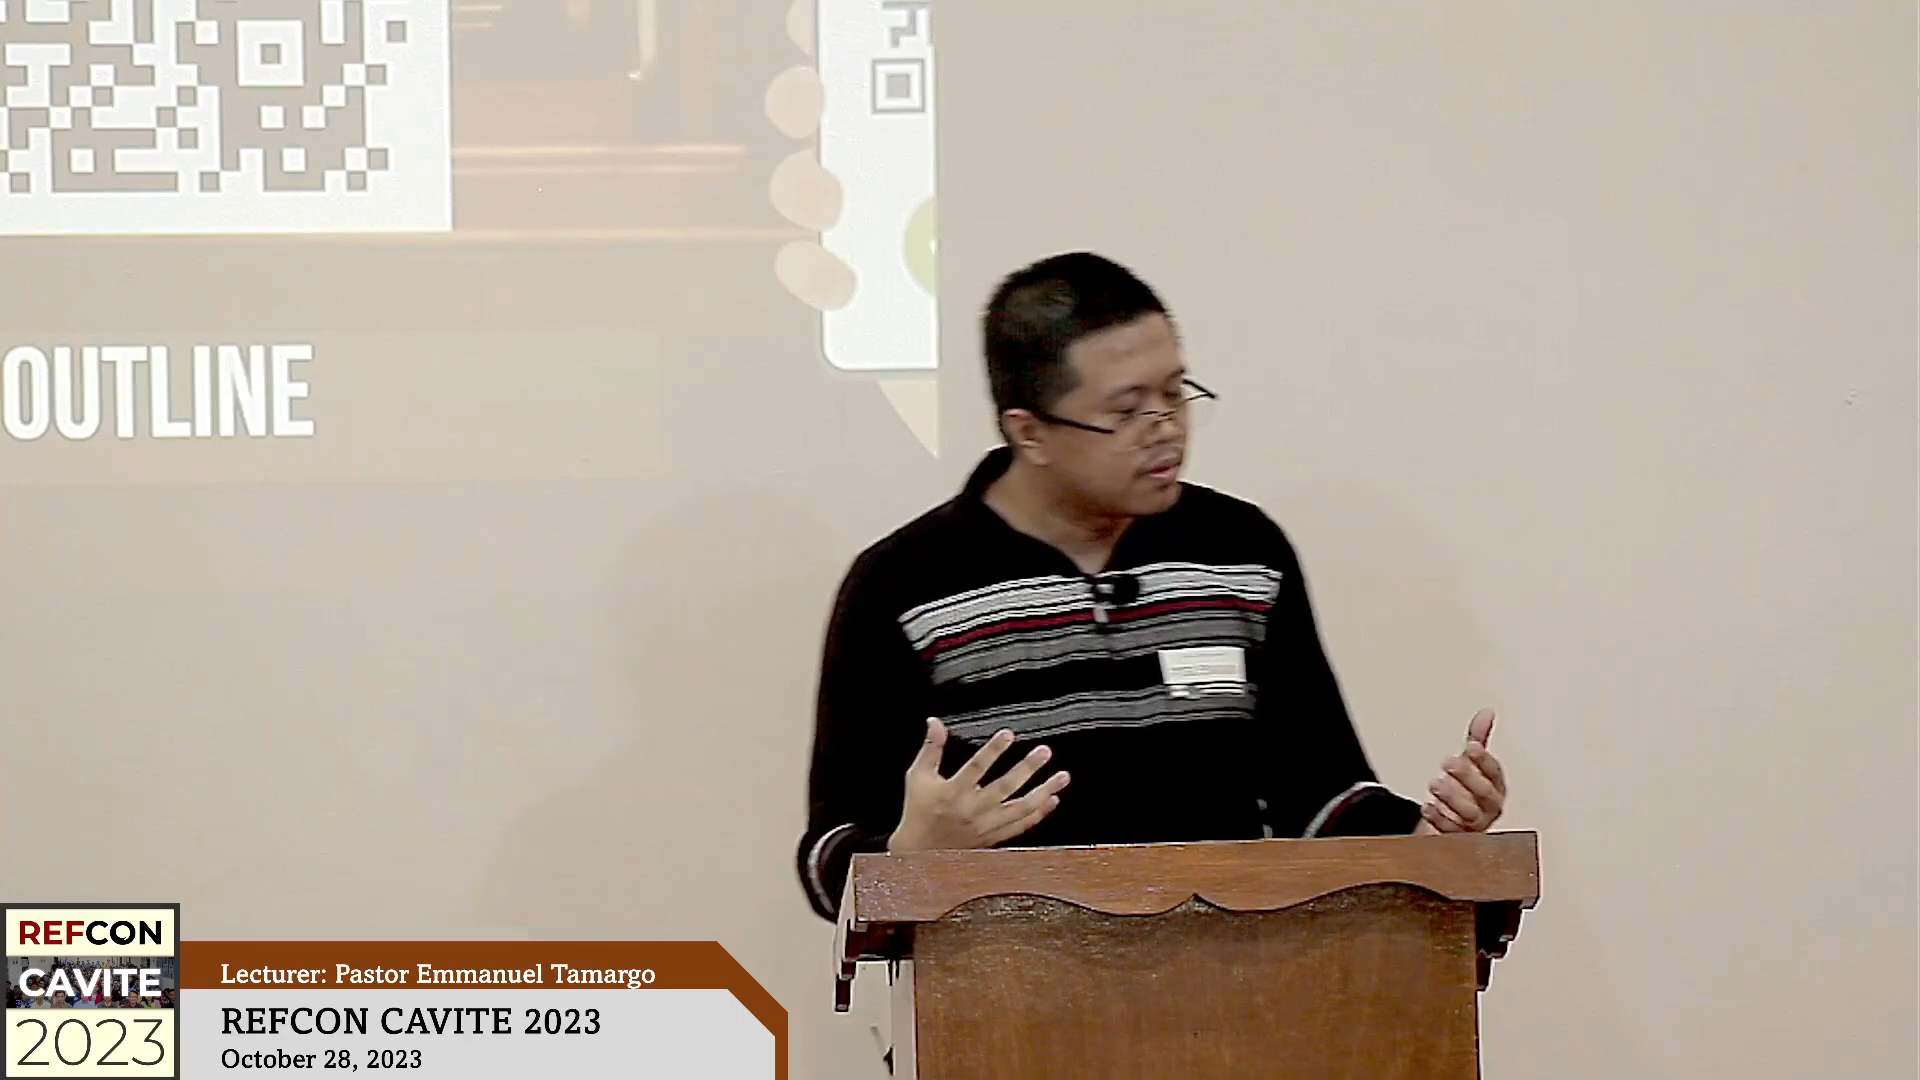 OUTLINE
REFCON
CAVITE
2023
Lecturer: Pastor Emmanuel Tamargo
REFCON CAVITE 2023
October 28, 2023